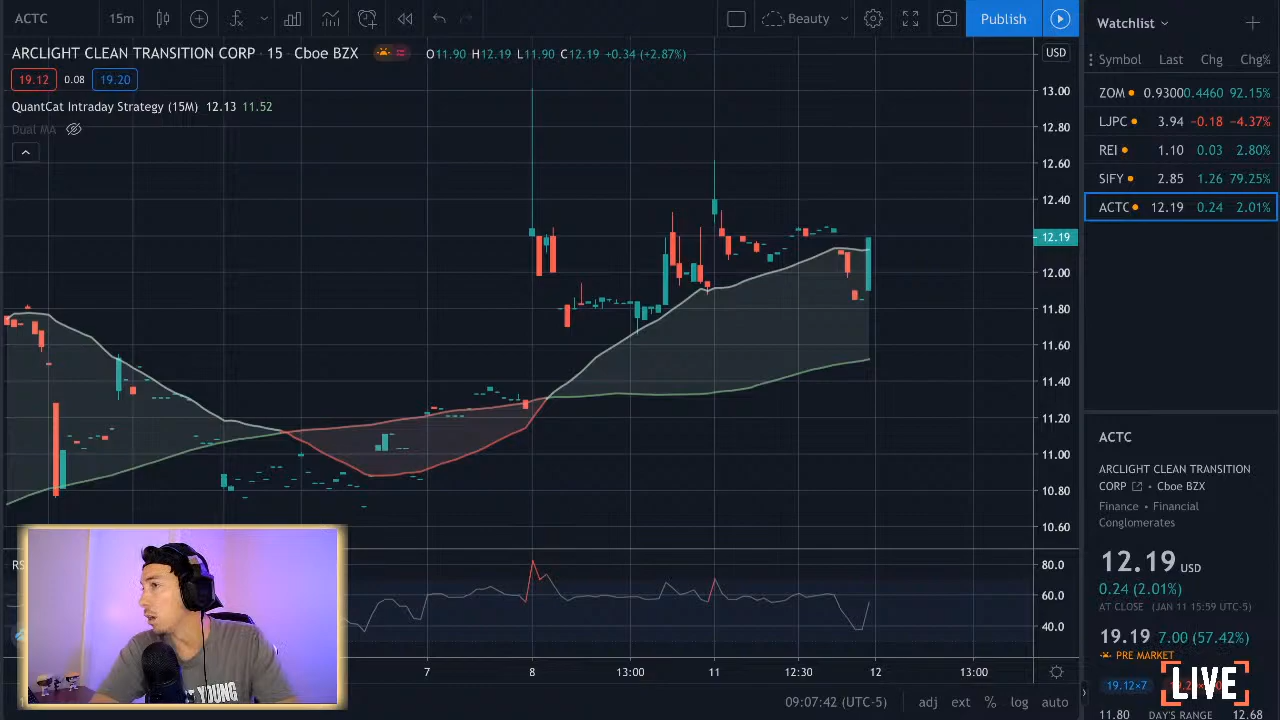 ACTC
15m
Beauty
Publish
Watchlist
ARCLIGHT CLEAN TRANSITION CORP · 15 Cboe BZX
O11.90 H12.19 L11.90 C12.19 +0.34 (+2.87%)
USD
19.12 0.08 19.20
QuantCat Intraday Strategy (15M) 12.13 11.52
Dual MA
Symbol Last Chg Chg%
ZOM 0.9300 0.4460 92.15%
LJPC 3.94 −0.18 −4.37%
REI 1.10 0.03 2.80%
SIFY 2.85 1.26 79.25%
ACTC 12.19 0.24 2.01%
13.00
12.80
12.60
12.40
12.19
12.00
11.80
11.60
11.40
11.20
11.00
10.80
10.60
RS
80.0
60.0
40.0
7 8 13:00 11 12:30 12 13:00
09:07:42 (UTC-5) adj ext % log auto
ACTC
ARCLIGHT CLEAN TRANSITION
CORP • Cboe BZX
Finance • Financial
Conglomerates
12.19 USD
0.24 (2.01%)
AT CLOSE (JAN 11 15:59 UTC-5)
19.19 7.00 (57.42%)
PRE MARKET
19.12×7
LIVE
11.80 DAY'S RANGE 12.68
YOUNG